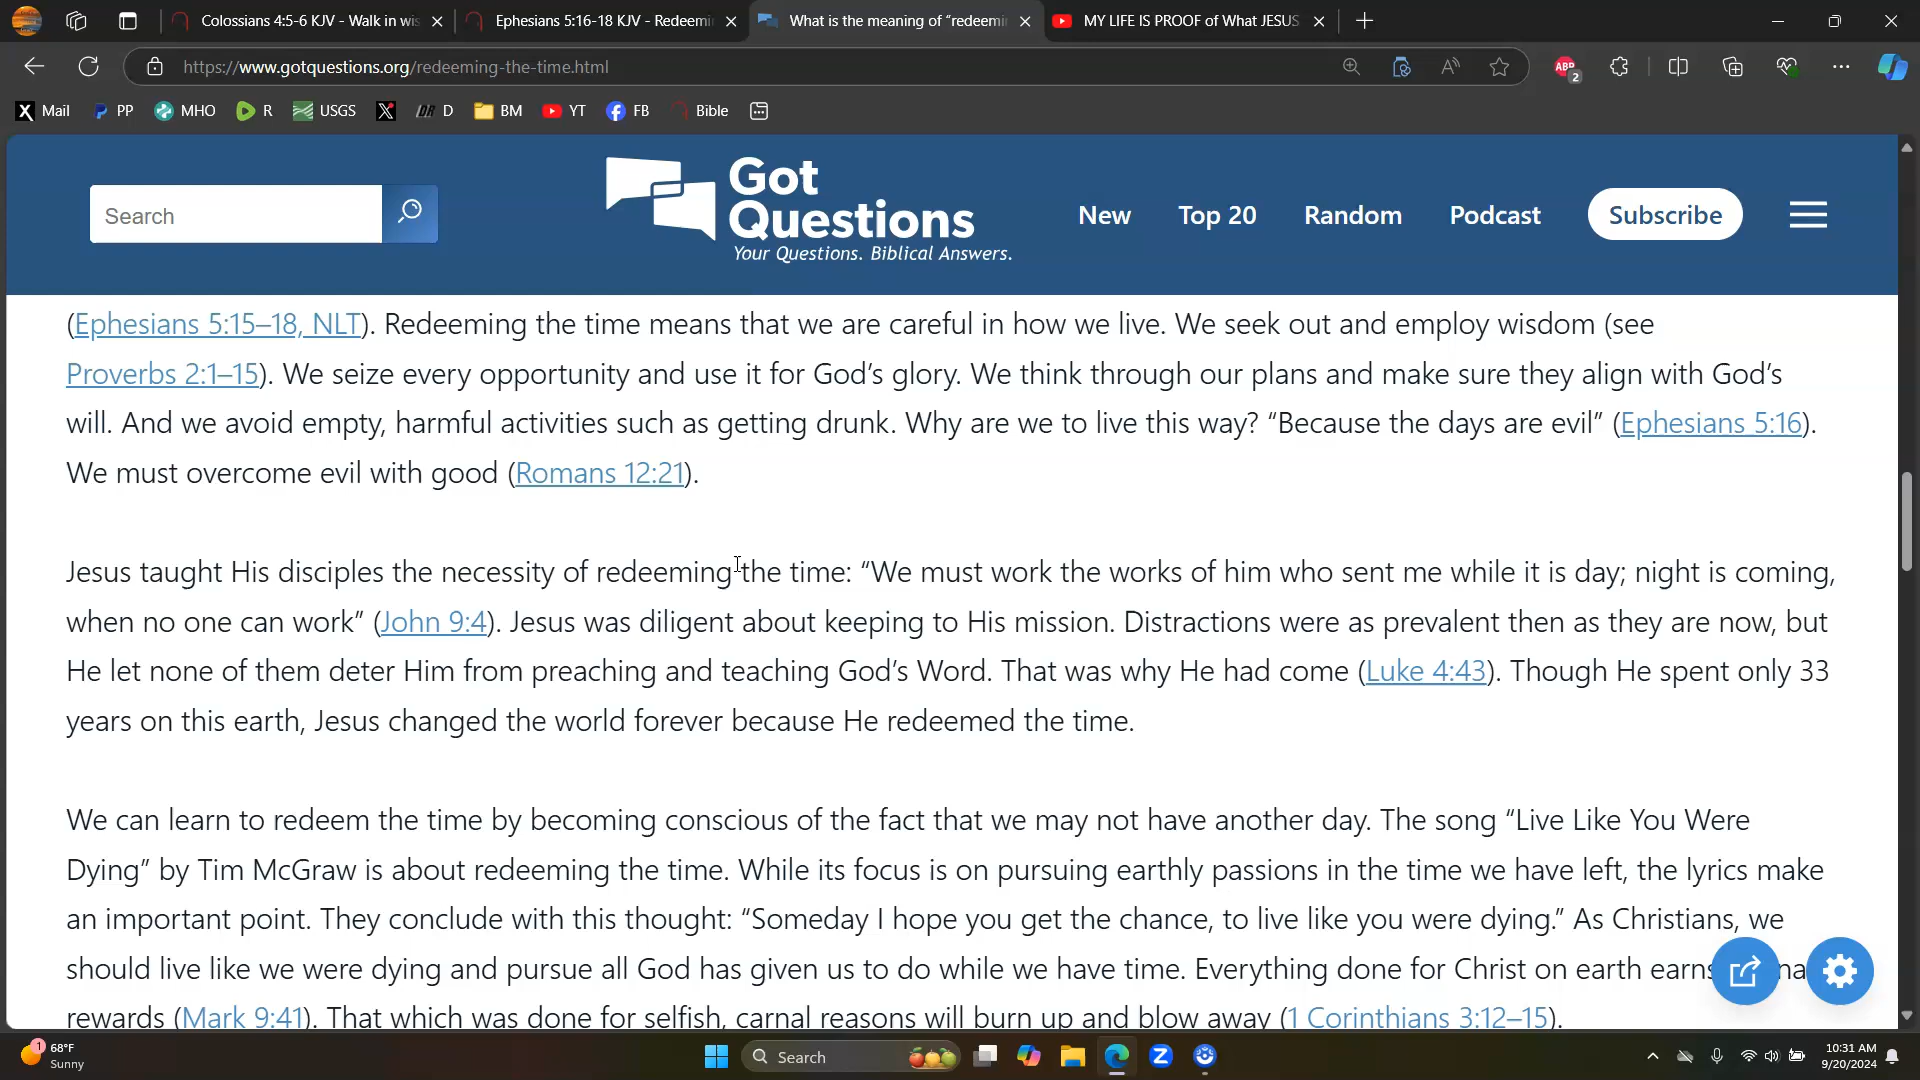 Colossians 4:5-6 KJV - Walk in wis
Ephesians 5:16-18 KJV - Redeemin
What is the meaning of “redeemin
MY LIFE IS PROOF of What JESUS
https://www.gotquestions.org/redeeming-the-time.html
ABP
2
Mail
PP
MHO
R
USGS
D
BM
YT
FB
Bible
Search
Got
Questions
Your Questions. Biblical Answers.
New
Top 20
Random
Podcast
Subscribe
(Ephesians 5:15–18, NLT). Redeeming the time means that we are careful in how we live. We seek out and employ wisdom (see
Proverbs 2:1–15). We seize every opportunity and use it for God’s glory. We think through our plans and make sure they align with God’s
will. And we avoid empty, harmful activities such as getting drunk. Why are we to live this way? “Because the days are evil” (Ephesians 5:16).
We must overcome evil with good (Romans 12:21).
Jesus taught His disciples the necessity of redeeming the time: “We must work the works of him who sent me while it is day; night is coming,
when no one can work” (John 9:4). Jesus was diligent about keeping to His mission. Distractions were as prevalent then as they are now, but
He let none of them deter Him from preaching and teaching God’s Word. That was why He had come (Luke 4:43). Though He spent only 33
years on this earth, Jesus changed the world forever because He redeemed the time.
We can learn to redeem the time by becoming conscious of the fact that we may not have another day. The song “Live Like You Were
Dying” by Tim McGraw is about redeeming the time. While its focus is on pursuing earthly passions in the time we have left, the lyrics make
an important point. They conclude with this thought: “Someday I hope you get the chance, to live like you were dying.” As Christians, we
should live like we were dying and pursue all God has given us to do while we have time. Everything done for Christ on earth earns
rewards (Mark 9:41). That which was done for selfish, carnal reasons will burn up and blow away (1 Corinthians 3:12–15).
1
68°F
Sunny
Search
10:31 AM
9/20/2024